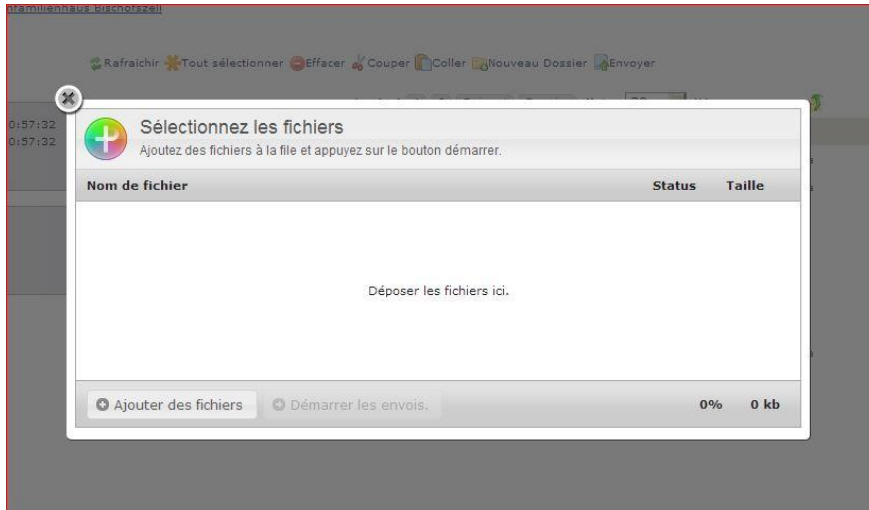 nfamilienhaus Bischofszell
Rafraichir Tout sélectionner Effacer Couper Coller Nouveau Dossier Envoyer
0:57:32
0:57:32
Sélectionnez les fichiers
Ajoutez des fichiers à la file et appuyez sur le bouton démarrer.
Nom de fichier Status Taille
Déposer les fichiers ici.
Ajouter des fichiers Démarrer les envois. 0% 0 kb